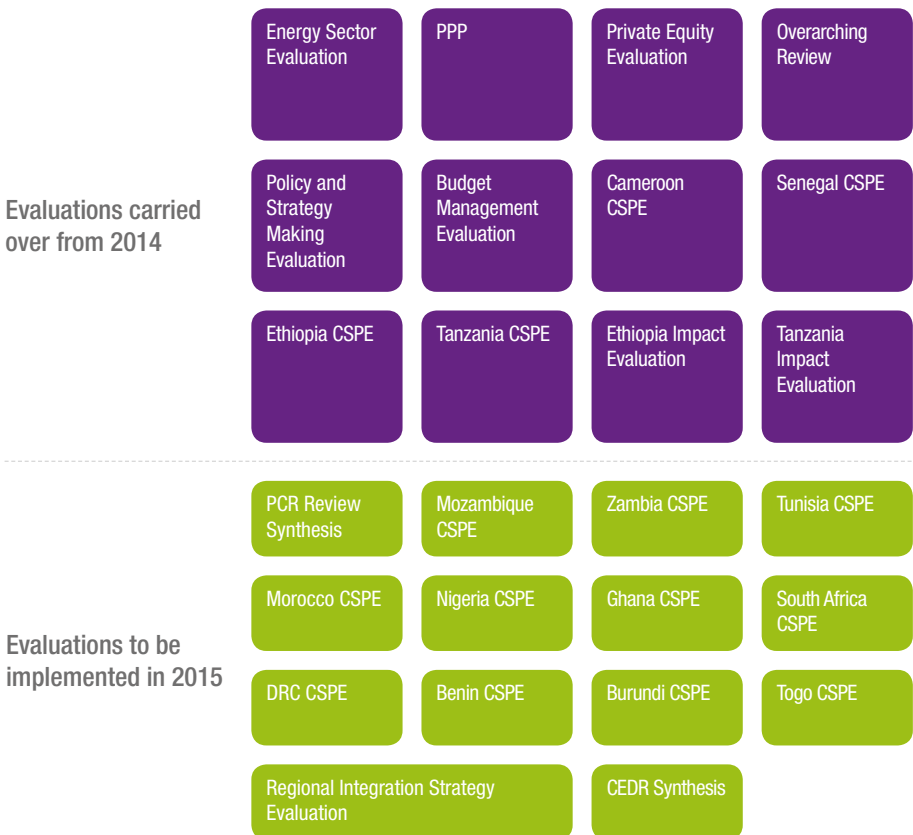 Evaluations carried
over from 2014
Energy Sector
Evaluation
PPP
Private Equity
Evaluation
Overarching
Review
Policy and
Strategy
Making
Evaluation
Budget
Management
Evaluation
Cameroon
CSPE
Senegal CSPE
Ethiopia CSPE
Tanzania CSPE
Ethiopia Impact
Evaluation
Tanzania
Impact
Evaluation
Evaluations to be
implemented in 2015
PCR Review
Synthesis
Mozambique
CSPE
Zambia CSPE
Tunisia CSPE
Morocco CSPE
Nigeria CSPE
Ghana CSPE
South Africa
CSPE
DRC CSPE
Benin CSPE
Burundi CSPE
Togo CSPE
Regional Integration Strategy
Evaluation
CEDR Synthesis